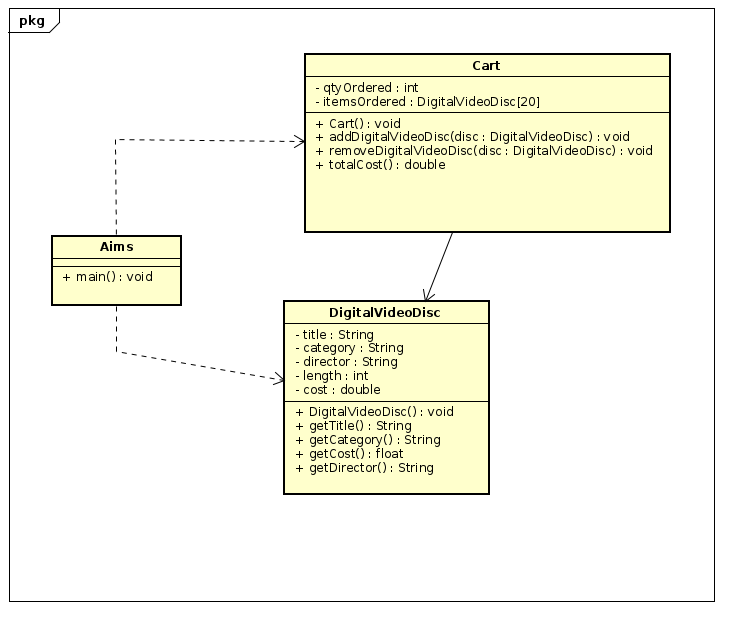 pkg
Cart
- qtyOrdered : int
- itemsOrdered : DigitalVideoDisc[20]
+ Cart() : void
+ addDigitalVideoDisc(disc : DigitalVideoDisc) : void
+ removeDigitalVideoDisc(disc : DigitalVideoDisc) : void
+ totalCost() : double
Aims
+ main() : void
DigitalVideoDisc
- title : String
- category : String
- director : String
- length : int
- cost : double
+ DigitalVideoDisc() : void
+ getTitle() : String
+ getCategory() : String
+ getCost() : float
+ getDirector() : String